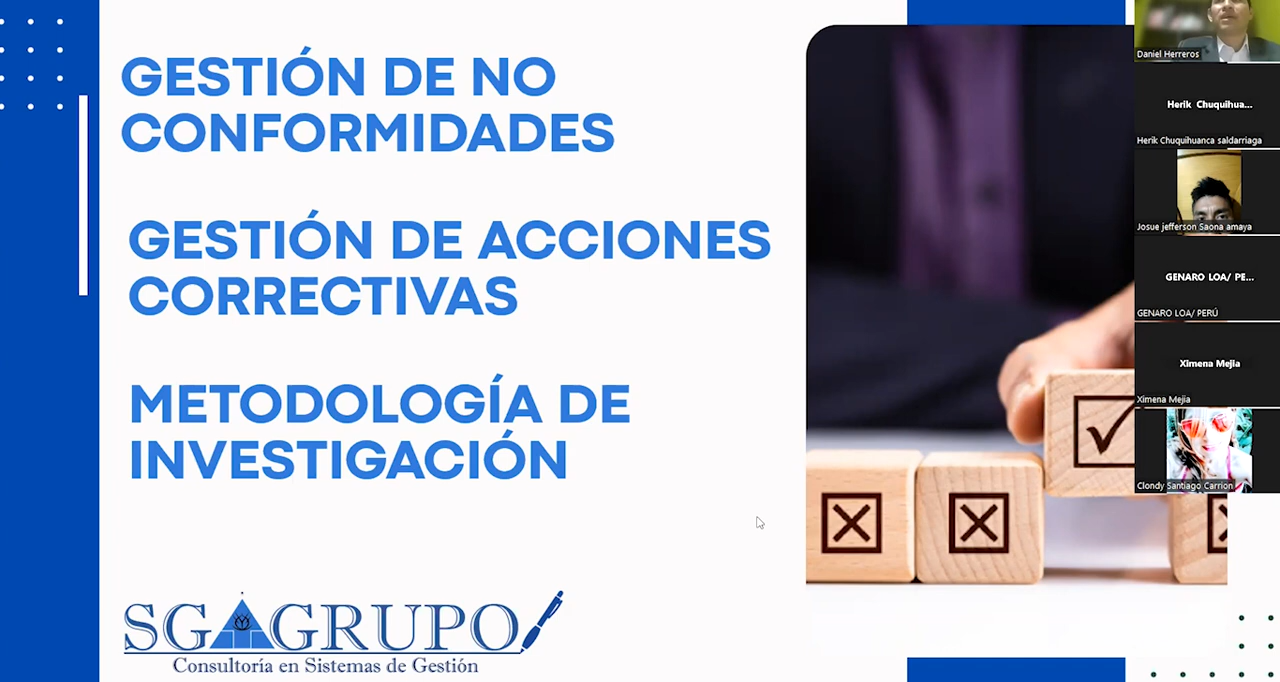 GESTIÓN DE NO
CONFORMIDADES
GESTIÓN DE ACCIONES
CORRECTIVAS
METODOLOGÍA DE
INVESTIGACIÓN
SGAGRUPO
Consultoría en Sistemas de Gestión
Daniel Herreros
Herik Chuquihua...
Herik Chuquihuanca saldarriaga
Josue jefferson Saona amaya
GENARO LOA/ PE...
GENARO LOA/ PERÚ
Ximena Mejia
Ximena Mejia
Clondy Santiago Carrion